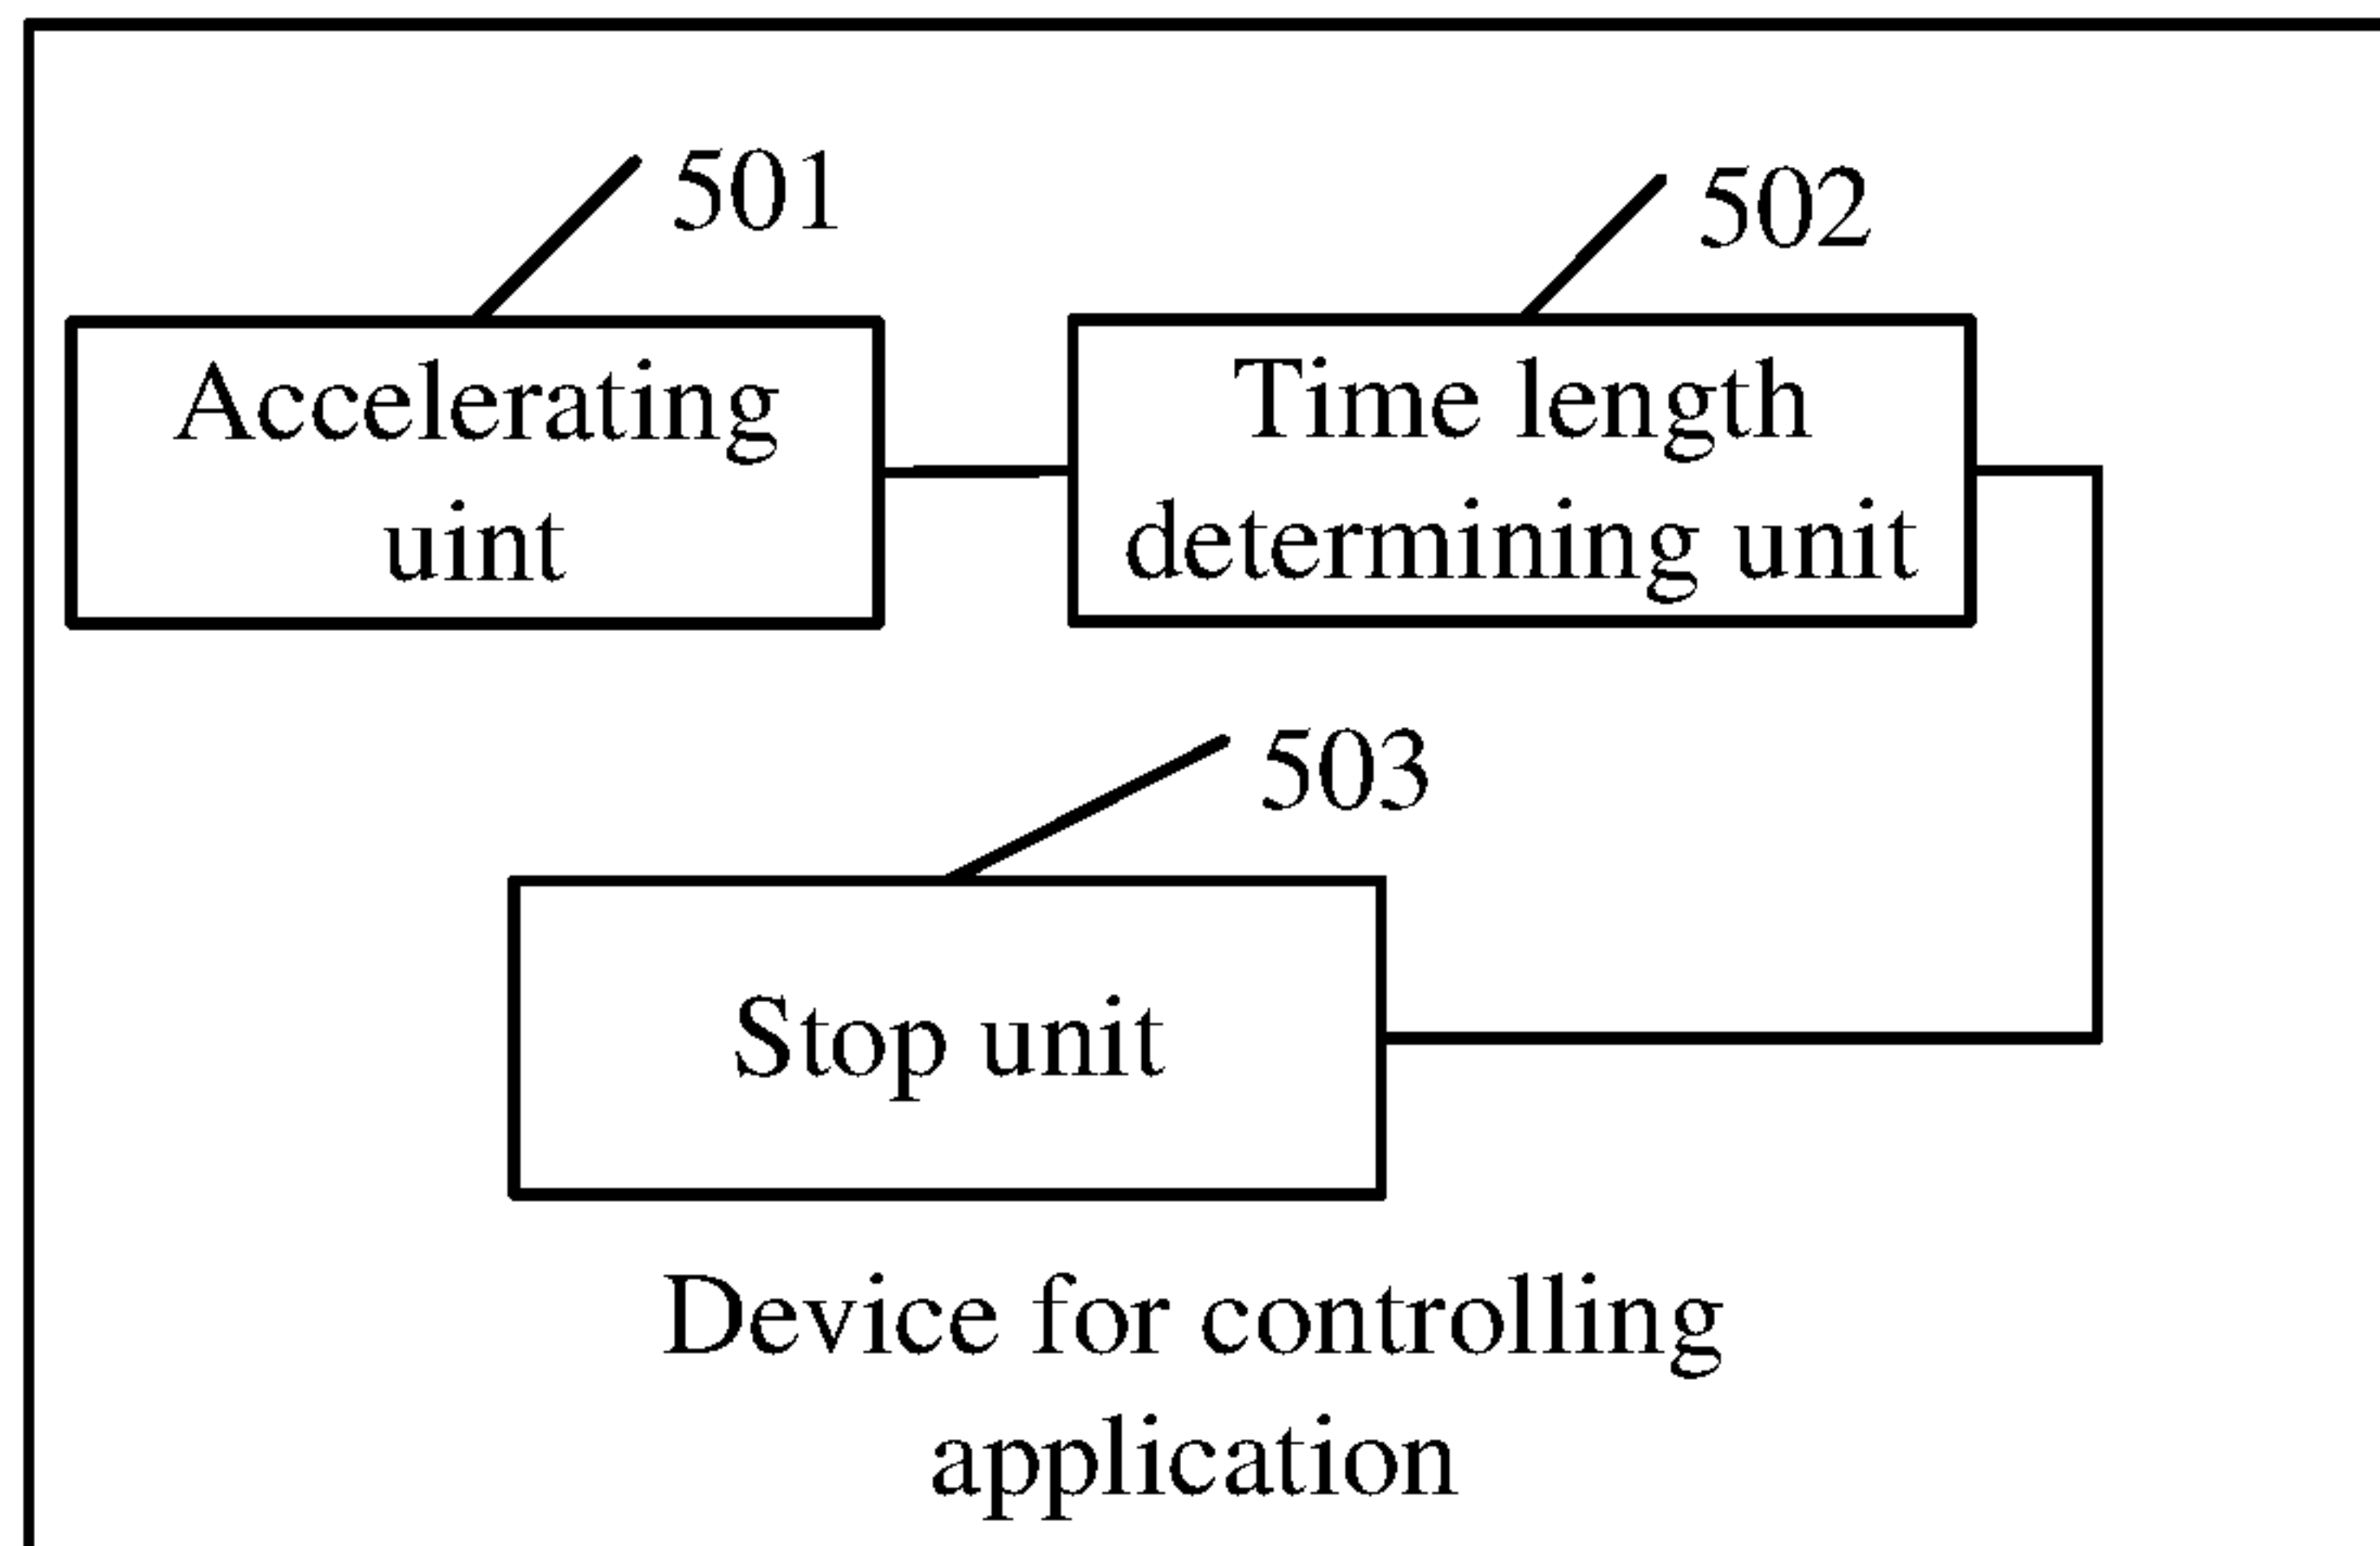 501
502
Accelerating
uint
Time length
determining unit
503
Stop unit
Device for controlling
application